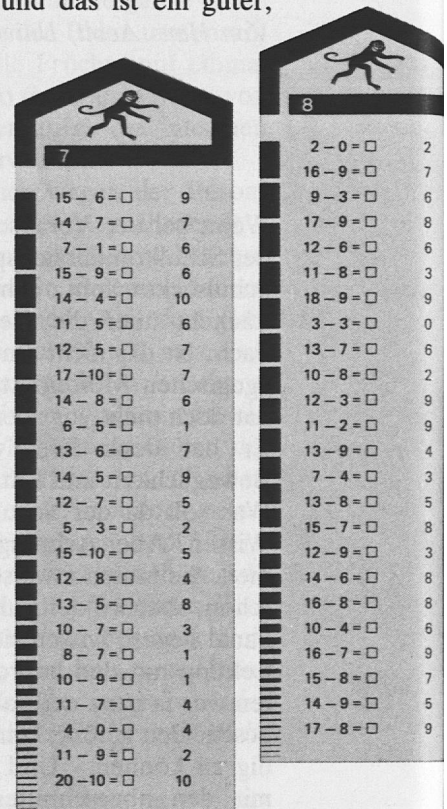 und das ist ein guter,
7
15 – 6 = □ 9
14 – 7 = □ 7
7 – 1 = □ 6
15 – 9 = □ 6
14 – 4 = □ 10
11 – 5 = □ 6
12 – 5 = □ 7
17 – 10 = □ 7
14 – 8 = □ 6
6 – 5 = □ 1
13 – 6 = □ 7
14 – 5 = □ 9
12 – 7 = □ 5
5 – 3 = □ 2
15 – 10 = □ 5
12 – 8 = □ 4
13 – 5 = □ 8
10 – 7 = □ 3
8 – 7 = □ 1
10 – 9 = □ 1
11 – 7 = □ 4
4 – 0 = □ 4
11 – 9 = □ 2
20 – 10 = □ 10
8
2 – 0 = □ 2
16 – 9 = □ 7
9 – 3 = □ 6
17 – 9 = □ 8
12 – 6 = □ 6
11 – 8 = □ 3
18 – 9 = □ 9
3 – 3 = □ 0
13 – 7 = □ 6
10 – 8 = □ 2
12 – 3 = □ 9
11 – 2 = □ 9
13 – 9 = □ 4
7 – 4 = □ 3
13 – 8 = □ 5
15 – 7 = □ 8
12 – 9 = □ 3
14 – 6 = □ 8
16 – 8 = □ 8
10 – 4 = □ 6
16 – 7 = □ 9
15 – 8 = □ 7
14 – 9 = □ 5
17 – 8 = □ 9